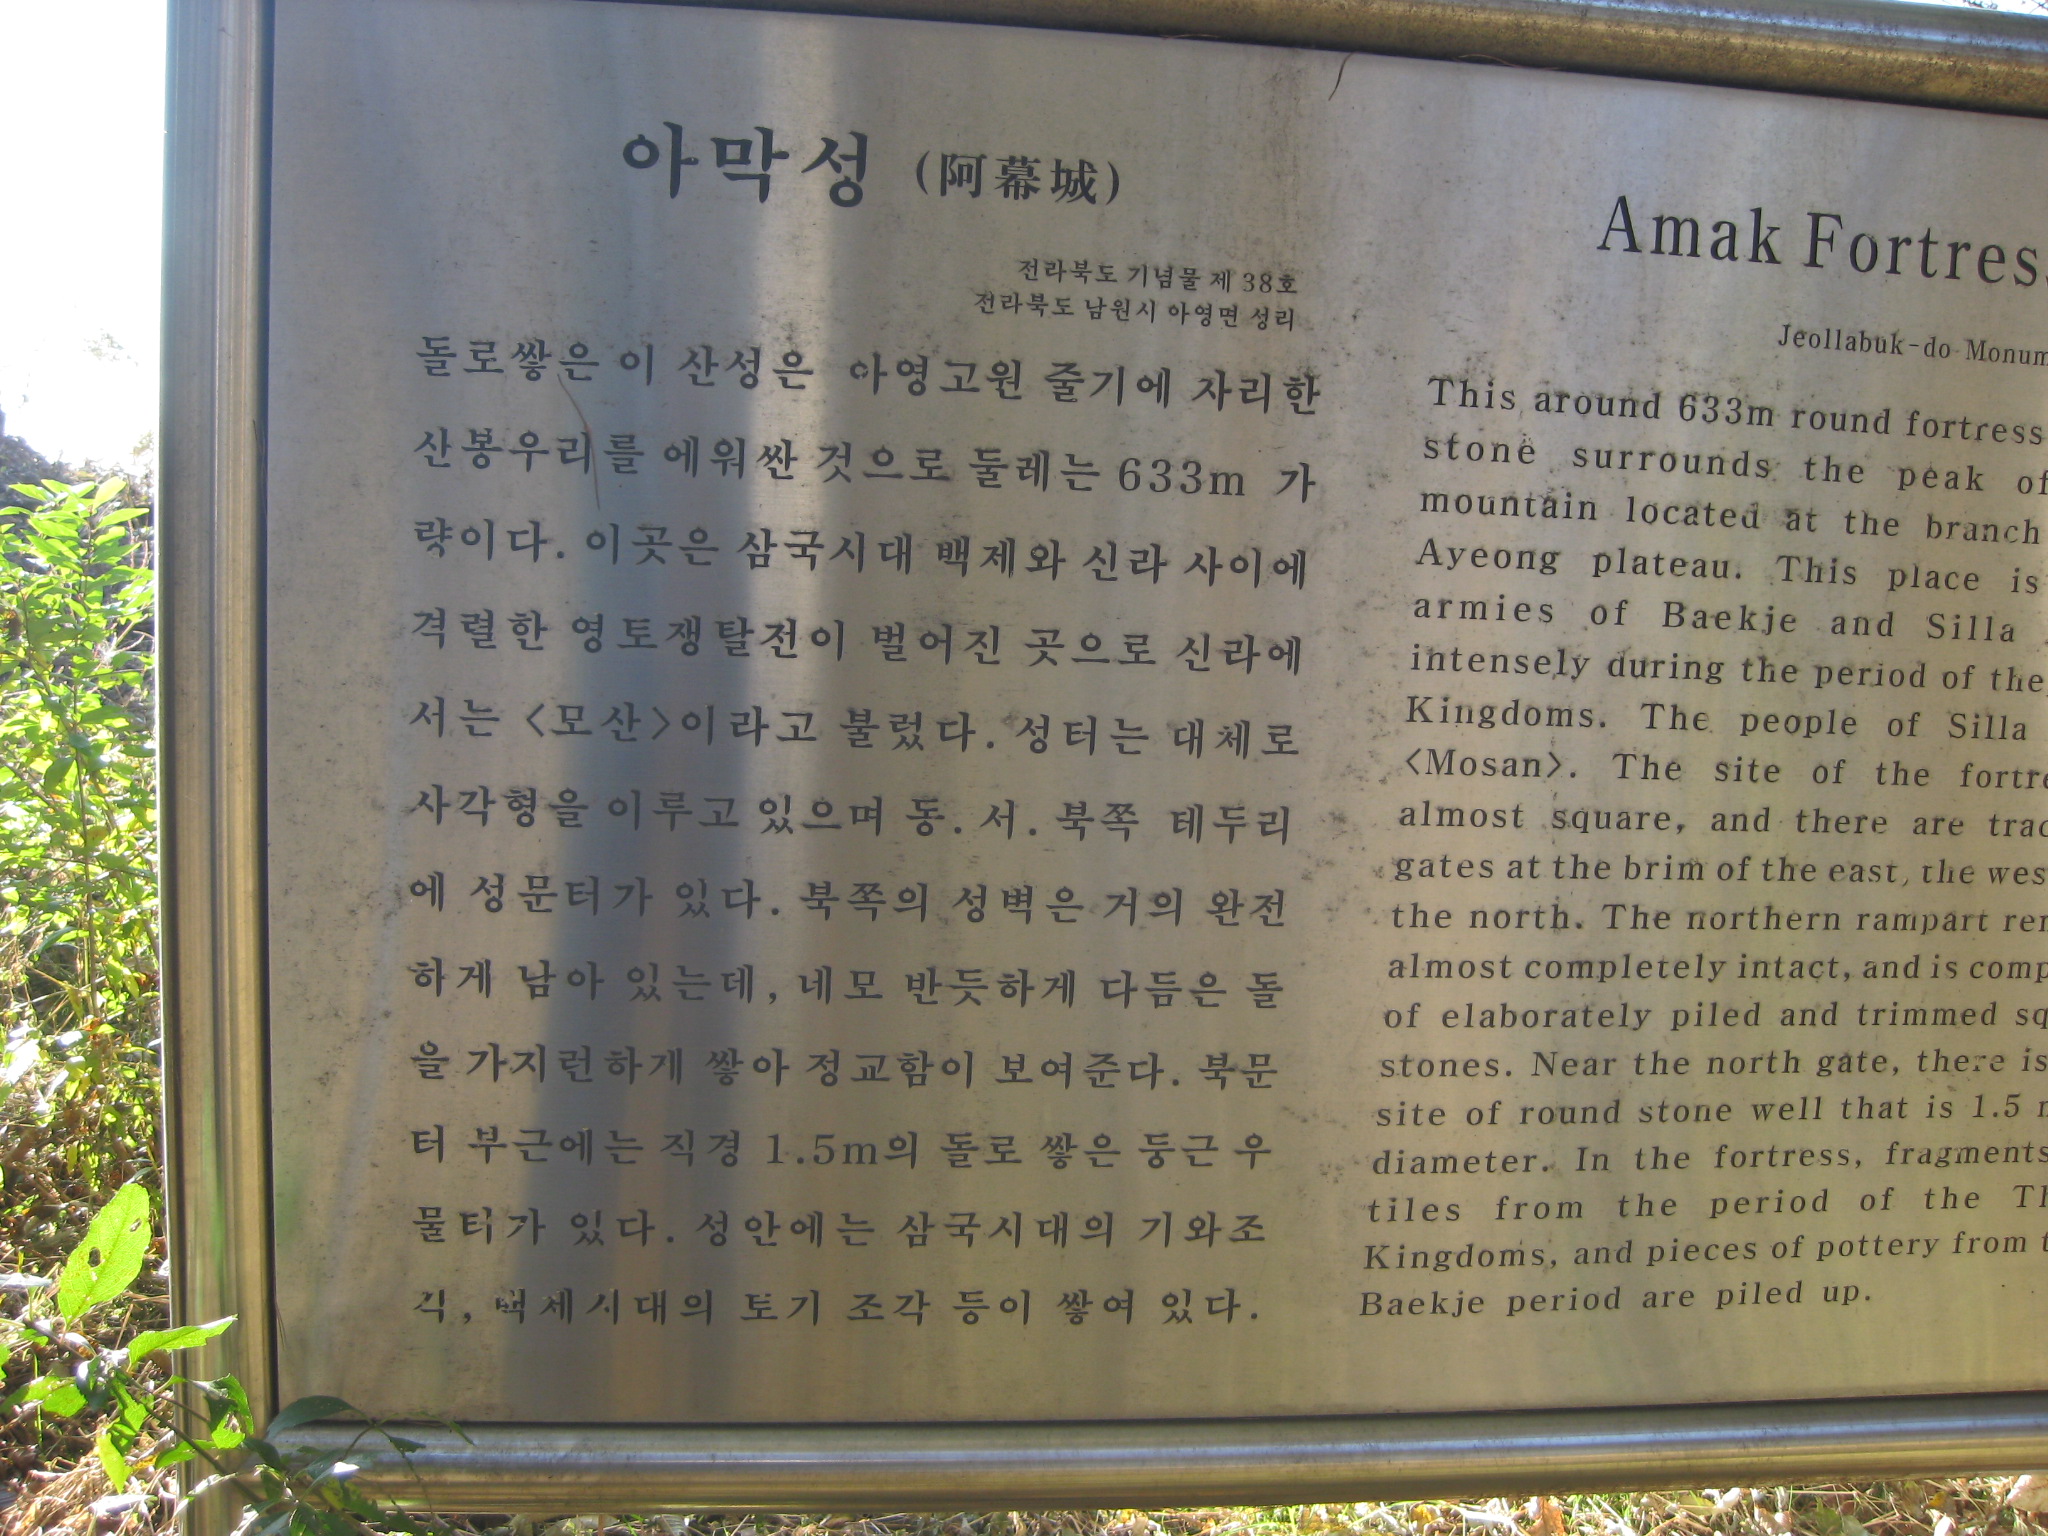 아막성 (阿幕城)
전라북도 기념물 제 38호
전라북도 남원시 아영면 성리
돌로쌓은 이 산성은 아영고원 줄기에 자리한
산봉우리를 에워싼 것으로 둘레는 633m 가
량이다. 이곳은 삼국시대 백제와 신라 사이에
격렬한 영토쟁탈전이 벌어진 곳으로 신라에
서는 <모산>이라고 불렀다. 성터는 대체로
사각형을 이루고 있으며 동. 서. 북쪽 테두리
에 성문터가 있다. 북쪽의 성벽은 거의 완전
하게 남아 있는데, 네모 반듯하게 다듬은 돌
을 가지런하게 쌓아 정교함이 보여준다. 북문
터 부근에는 직경 1.5m의 돌로 쌓은 둥근 우
물터가 있다. 성안에는 삼국시대의 기와조
각, 백제시대의 토기 조각 등이 쌓여 있다.
Amak Fortres
Jeollabuk-do Monum
This around 633m round fortress
stone surrounds the peak of
mountain located at the branch
Ayeong plateau. This place is
armies of Baekje and Silla
intensely during the period of the
Kingdoms. The people of Silla
<Mosan>. The site of the fortre
almost square, and there are trac
gates at the brim of the east, the wes
the north. The northern rampart rem
almost completely intact, and is comp
of elaborately piled and trimmed sq
stones. Near the north gate, there is
site of round stone well that is 1.5
diameter. In the fortress, fragments
tiles from the period of the Th
Kingdoms, and pieces of pottery from t
Baekje period are piled up.